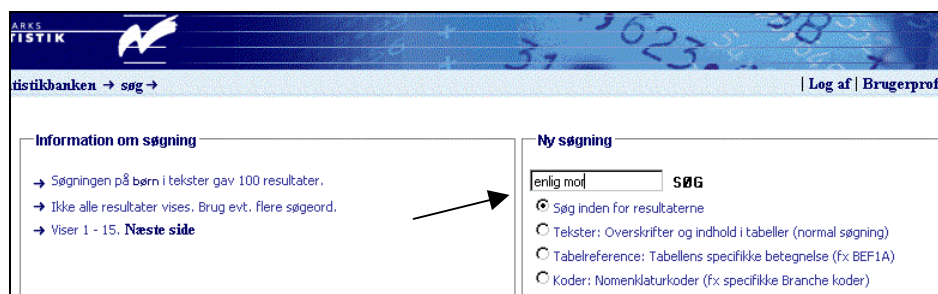 ARKS
TISTIK
tistikbanken → søg →
| Log af | Brugerprof
Information om søgning
→ Søgningen på børn i tekster gav 100 resultater.
→ Ikke alle resultater vises. Brug evt. flere søgeord.
→ Viser 1 - 15. Næste side
Ny søgning
enlig mor SØG
Søg inden for resultaterne
Tekster: Overskrifter og indhold i tabeller (normal søgning)
Tabelreference: Tabellens specifikke betegnelse (fx BEF1A)
Koder: Nomenklaturkoder (fx specifikke Branche koder)